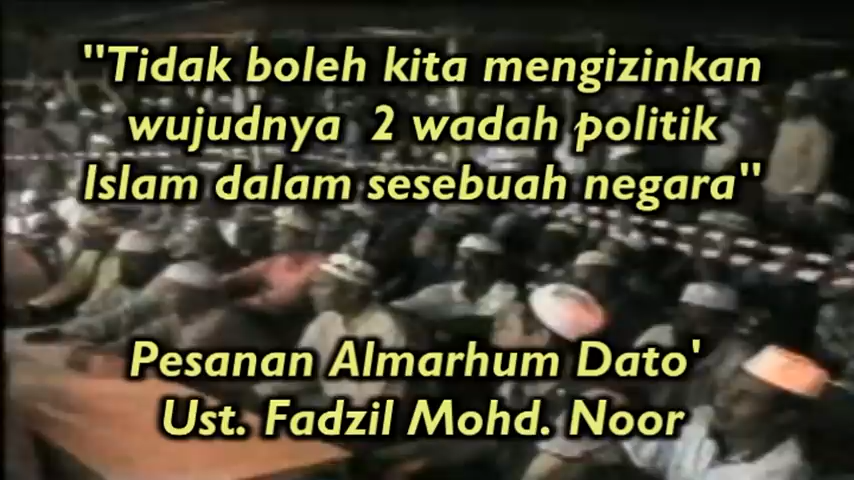 "Tidak boleh kita mengizinkan
wujudnya 2 wadah politik
Islam dalam sesebuah negara"
Pesanan Almarhum Dato'
Ust. Fadzil Mohd. Noor